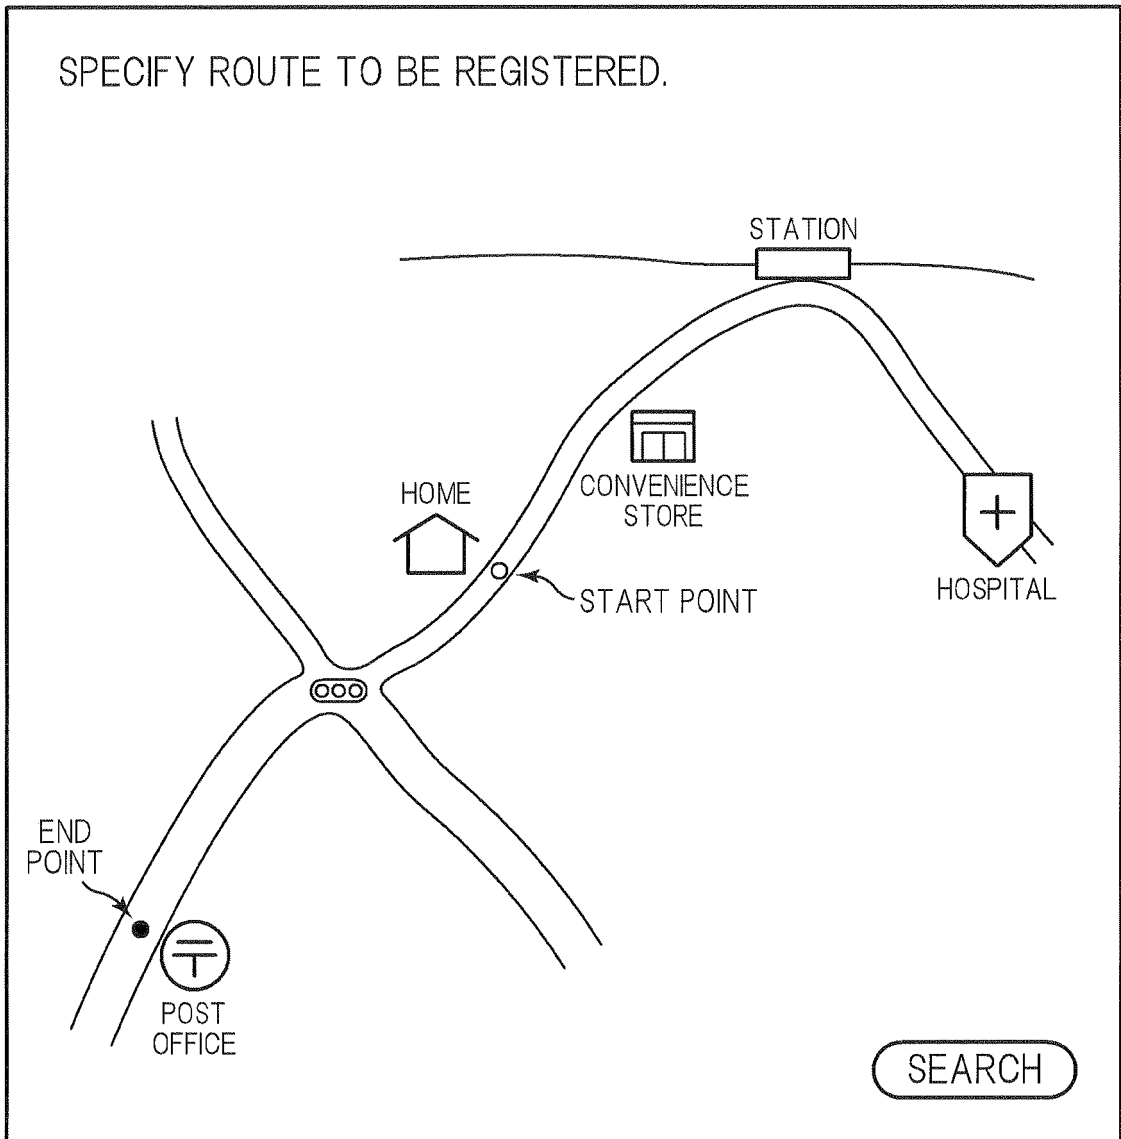 SPECIFY ROUTE TO BE REGISTERED.
STATION
CONVENIENCE
STORE
HOME
HOSPITAL
START POINT
END
POINT
POST
OFFICE
SEARCH